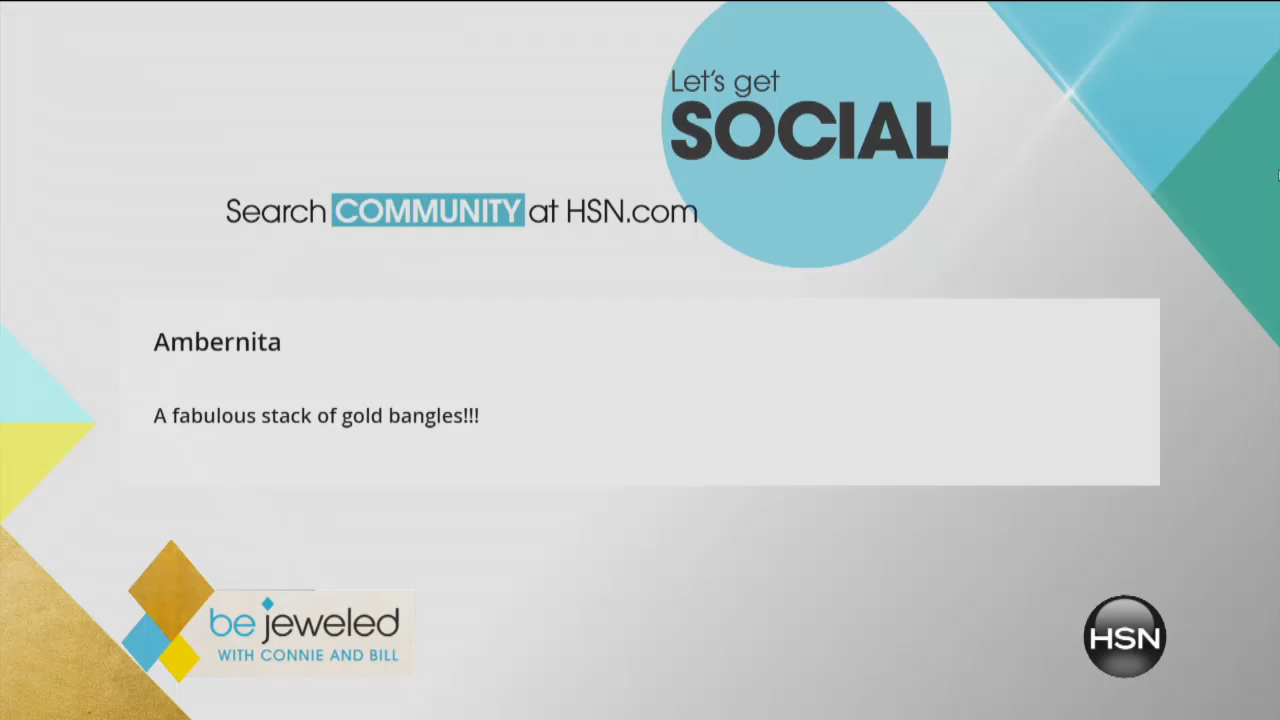 Let's get
SOCIAL
Search COMMUNITY at HSN.com
Ambernita
A fabulous stack of gold bangles!!!
be jeweled
WITH CONNIE AND BILL
HSN